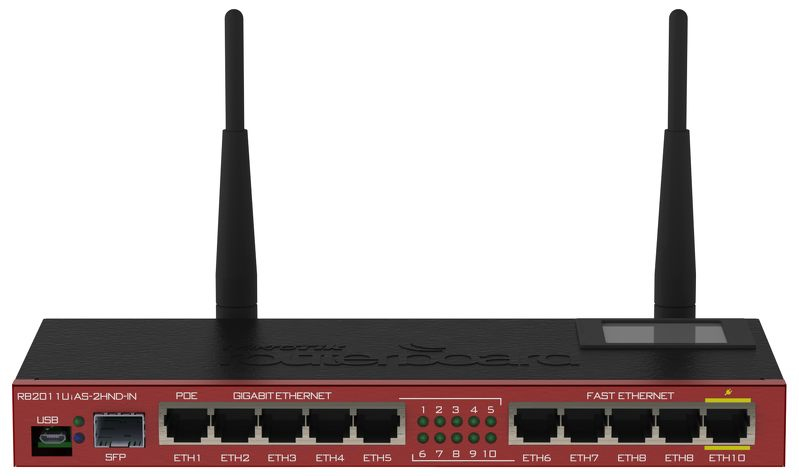 MikroTik
routerboard
RB2011UiAS-2HND-IN
POE
GIGABIT ETHERNET
FAST ETHERNET
USB
1 2 3 4 5
6 7 8 9 10
SFP
ETH1
ETH2
ETH3
ETH4
ETH5
ETH6
ETH7
ETH8
ETH8
ETH10